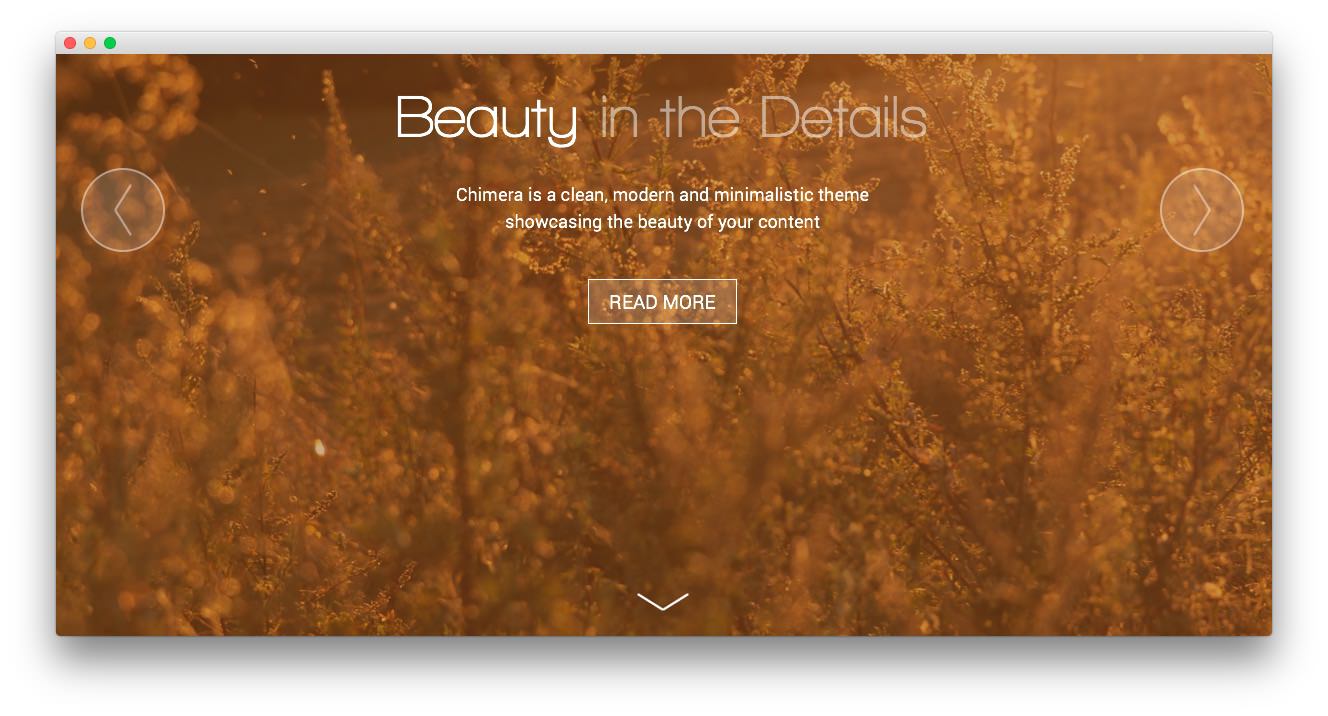 Beauty in the Details
Chimera is a clean, modern and minimalistic theme
showcasing the beauty of your content
READ MORE